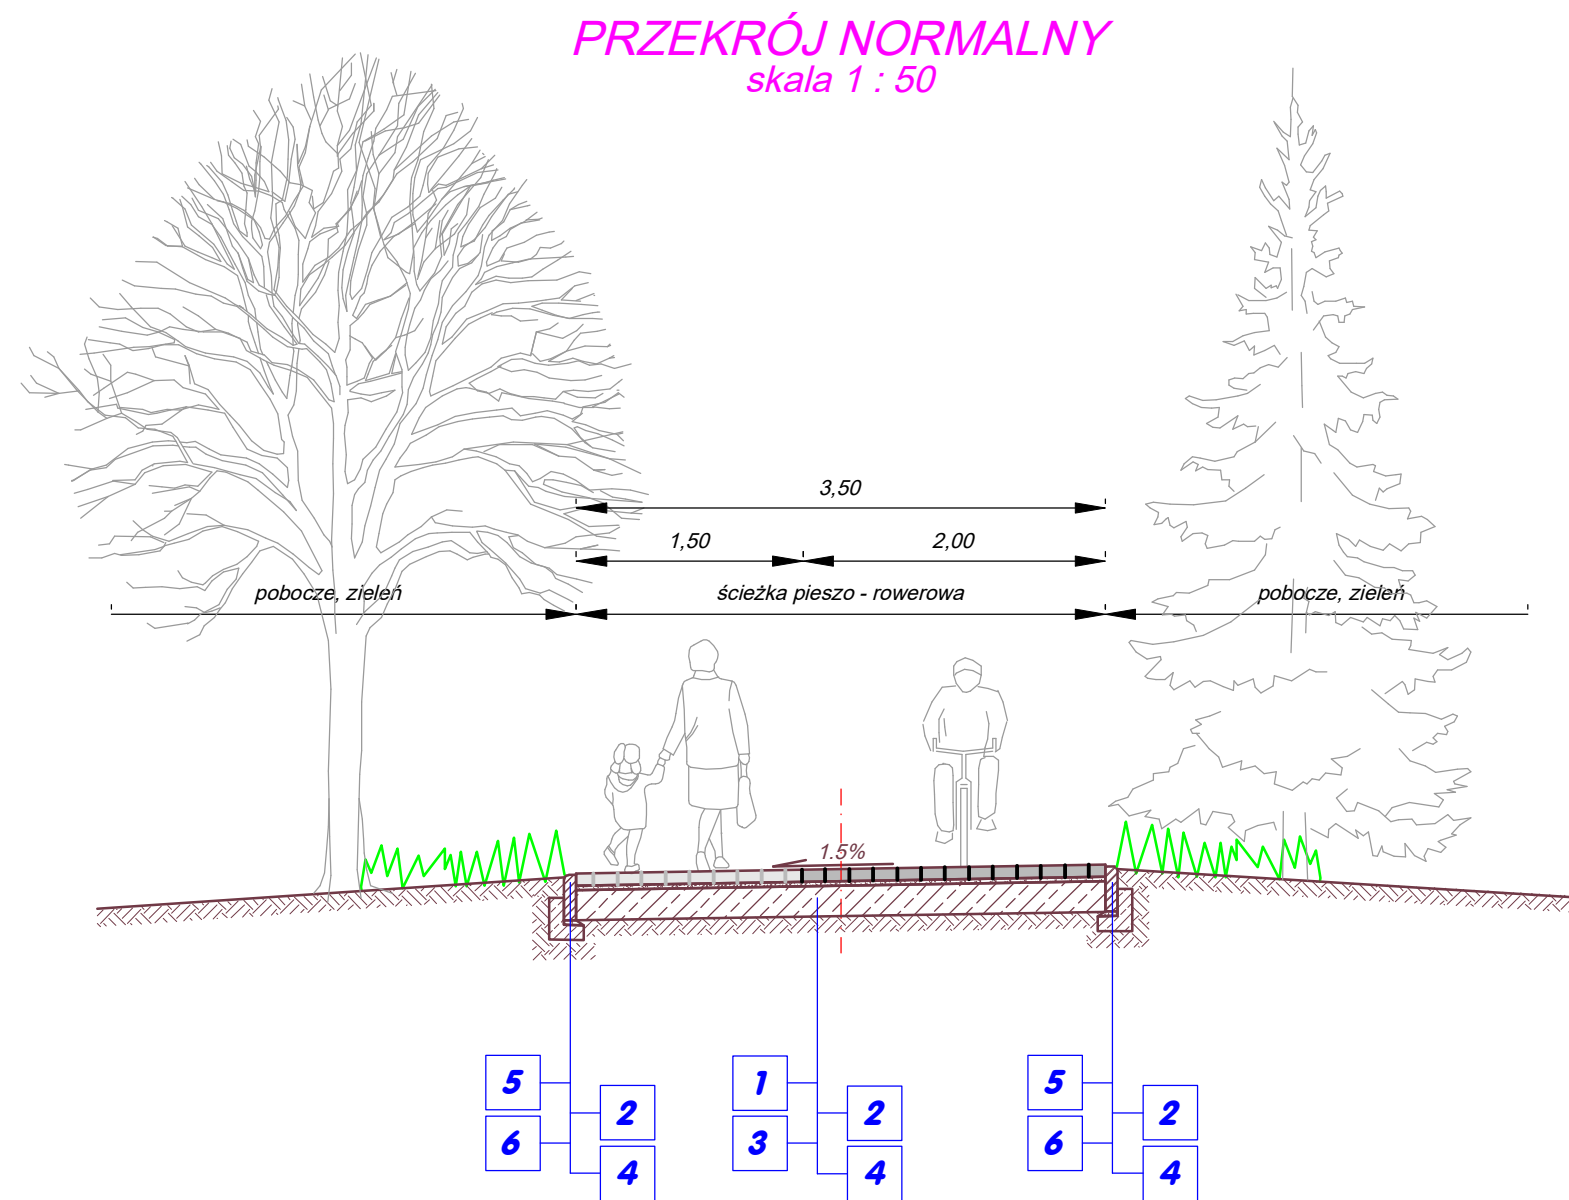 PRZEKRÓJ NORMALNY
skala 1 : 50
3,50
1,50 2,00
pobocze, zieleń ścieżka pieszo - rowerowa pobocze, zieleń
1.5%
5 1 5
2 2 2
6 3 6
4 4 4